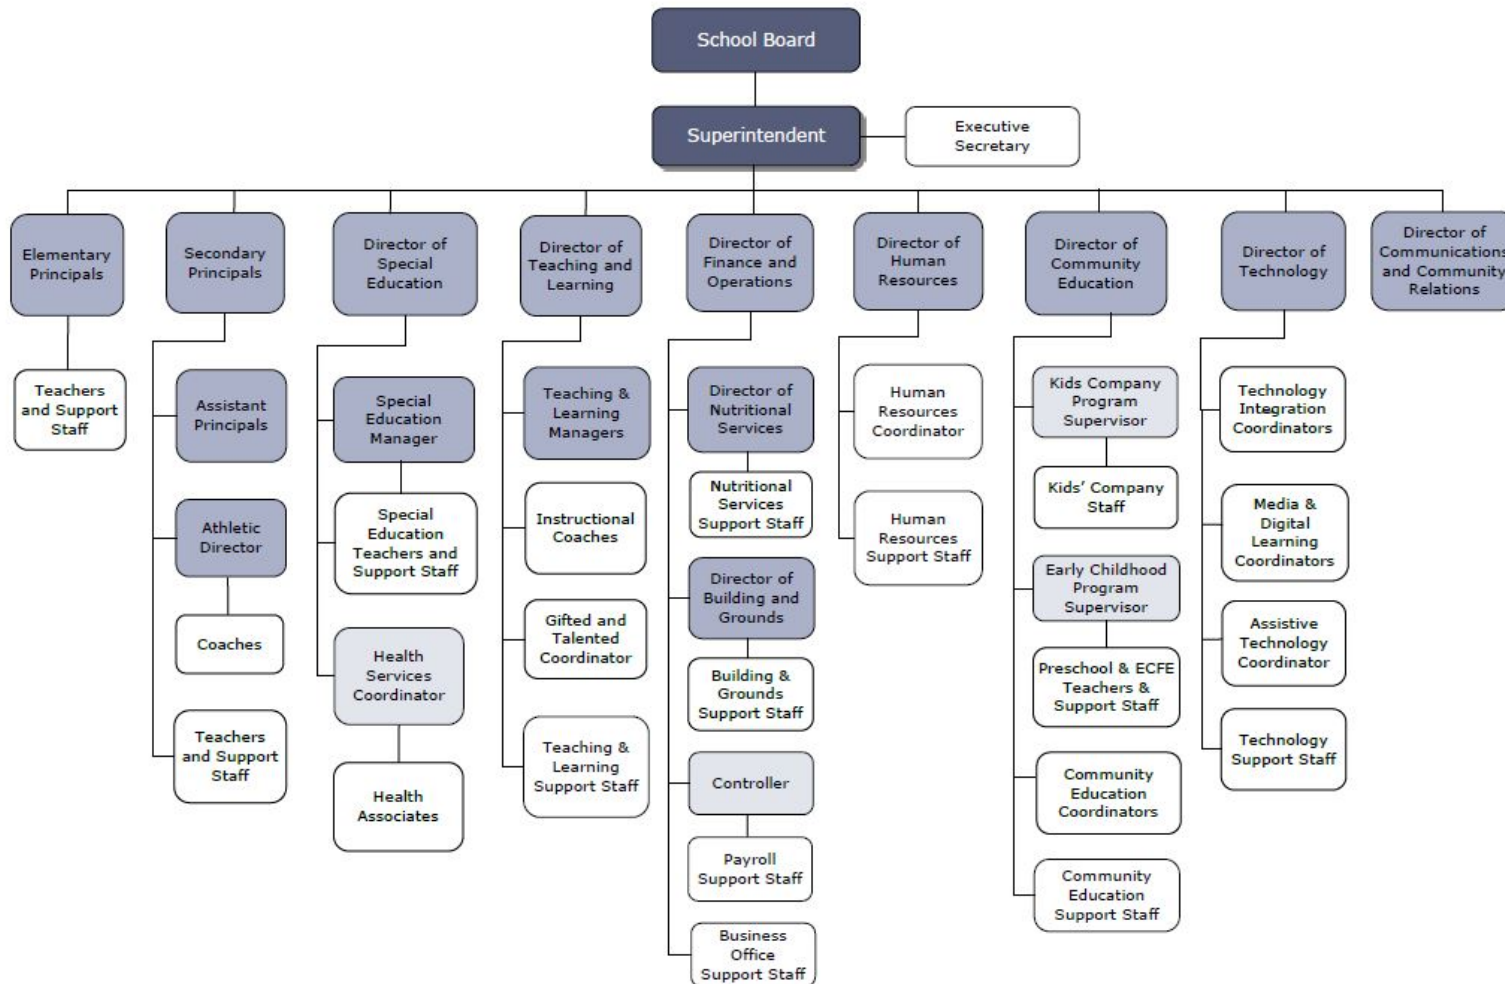 School Board
Superintendent
Executive
Secretary
Elementary
Principals
Secondary
Principals
Director of
Special
Education
Director of
Teaching and
Learning
Director of
Finance and
Operations
Director of
Human
Resources
Director of
Community
Education
Director of
Technology
Director of
Communications
and Community
Relations
Teachers
and Support
Staff
Assistant
Principals
Athletic
Director
Coaches
Teachers
and Support
Staff
Special
Education
Manager
Special
Education
Teachers and
Support Staff
Health
Services
Coordinator
Health
Associates
Teaching &
Learning
Managers
Instructional
Coaches
Gifted and
Talented
Coordinator
Teaching &
Learning
Support Staff
Director of
Nutritional
Services
Nutritional
Services
Support Staff
Director of
Building and
Grounds
Building &
Grounds
Support Staff
Controller
Payroll
Support Staff
Business
Office
Support Staff
Human
Resources
Coordinator
Human
Resources
Support Staff
Kids Company
Program
Supervisor
Kids' Company
Staff
Early Childhood
Program
Supervisor
Preschool & ECFE
Teachers &
Support Staff
Community
Education
Coordinators
Community
Education
Support Staff
Technology
Integration
Coordinators
Media &
Digital
Learning
Coordinators
Assistive
Technology
Coordinator
Technology
Support Staff